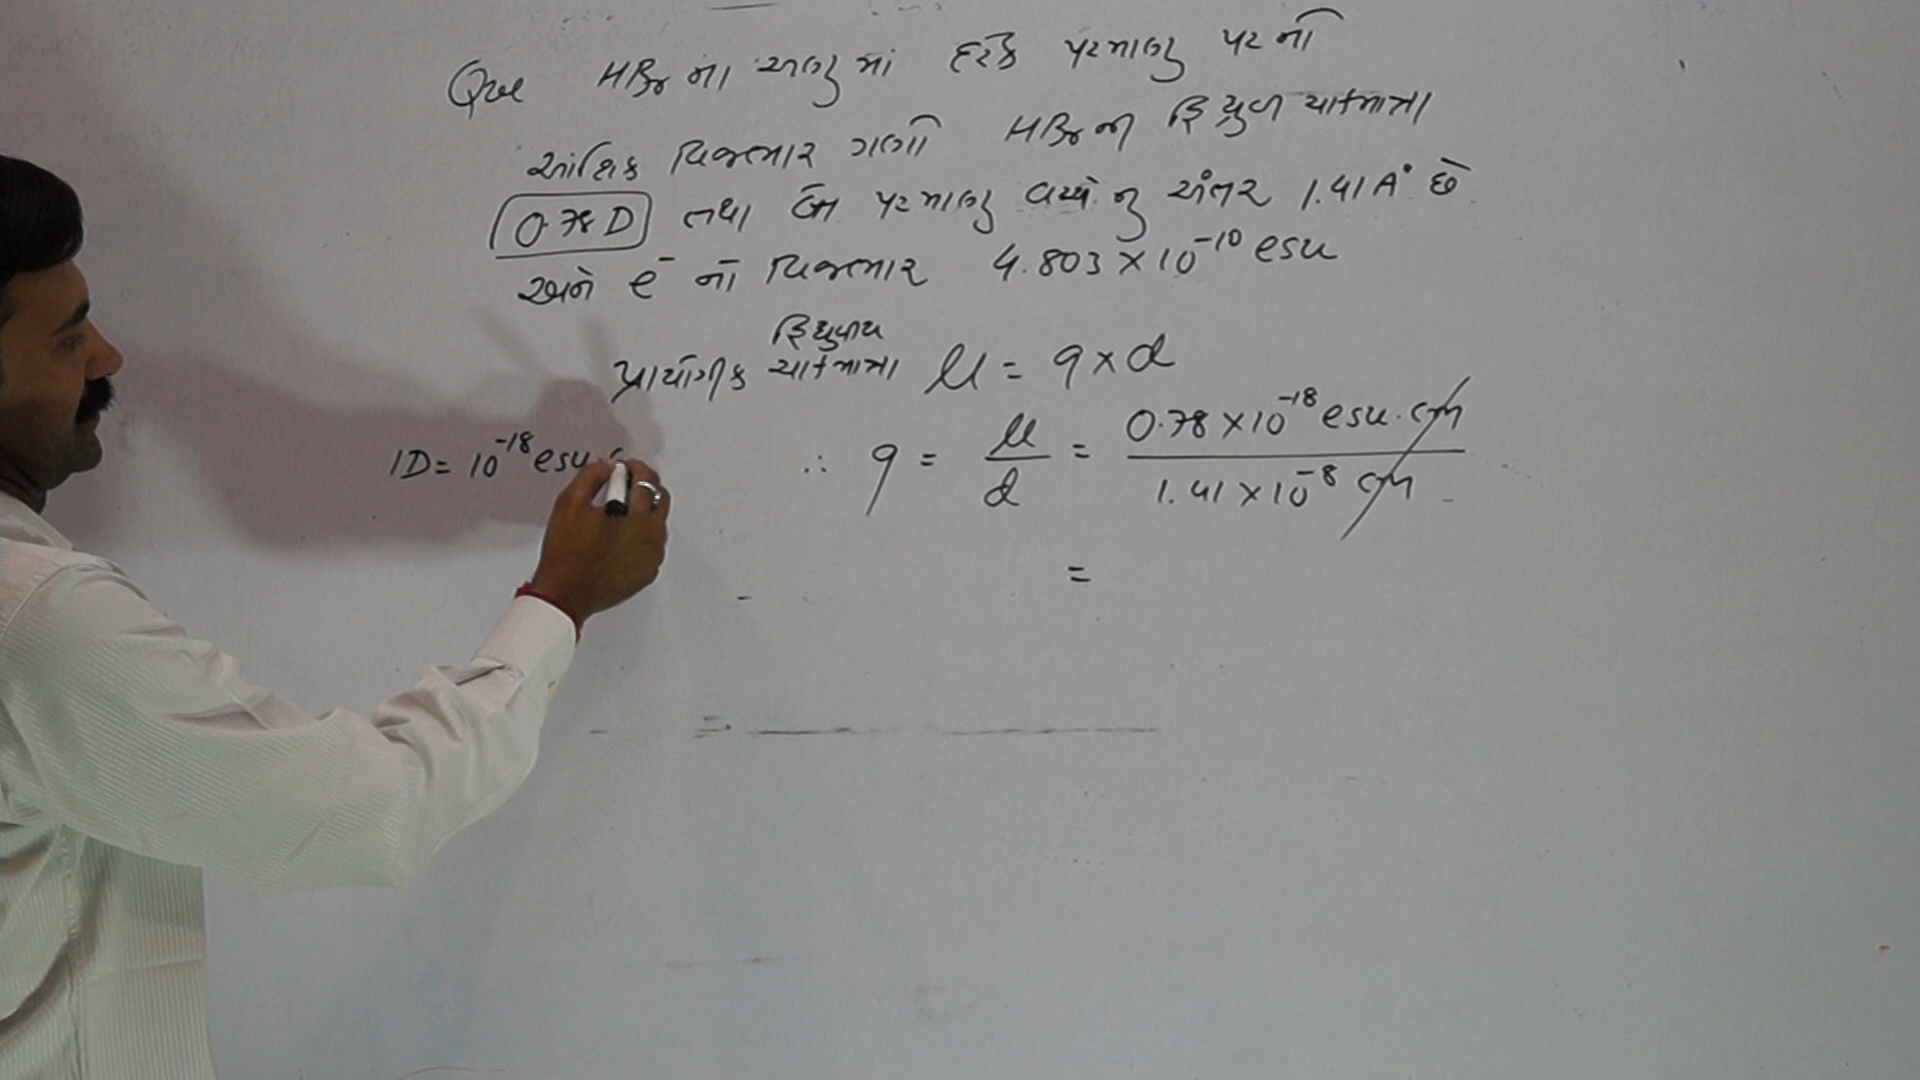 Que HBr ના અણુ માં દરેક પરમાણુ પરનો
આંશિક વિજભાર ગણો HBr ની દ્વિધ્રુવ ચાકમાત્રા
0.78 D તથા બે પરમાણુ વચ્ચે નુ અંતર 1.41 A° છે
અને e⁻ નો વિજભાર 4.803 × 10⁻¹⁰ esu
પ્રાયોગીક દ્વિધ્રુવીય ચાકમાત્રા μ = q × d
1D = 10⁻¹⁸ esu
∴ q = μ / d = 0.78 × 10⁻¹⁸ esu. cm / 1.41 × 10⁻⁸ cm
=